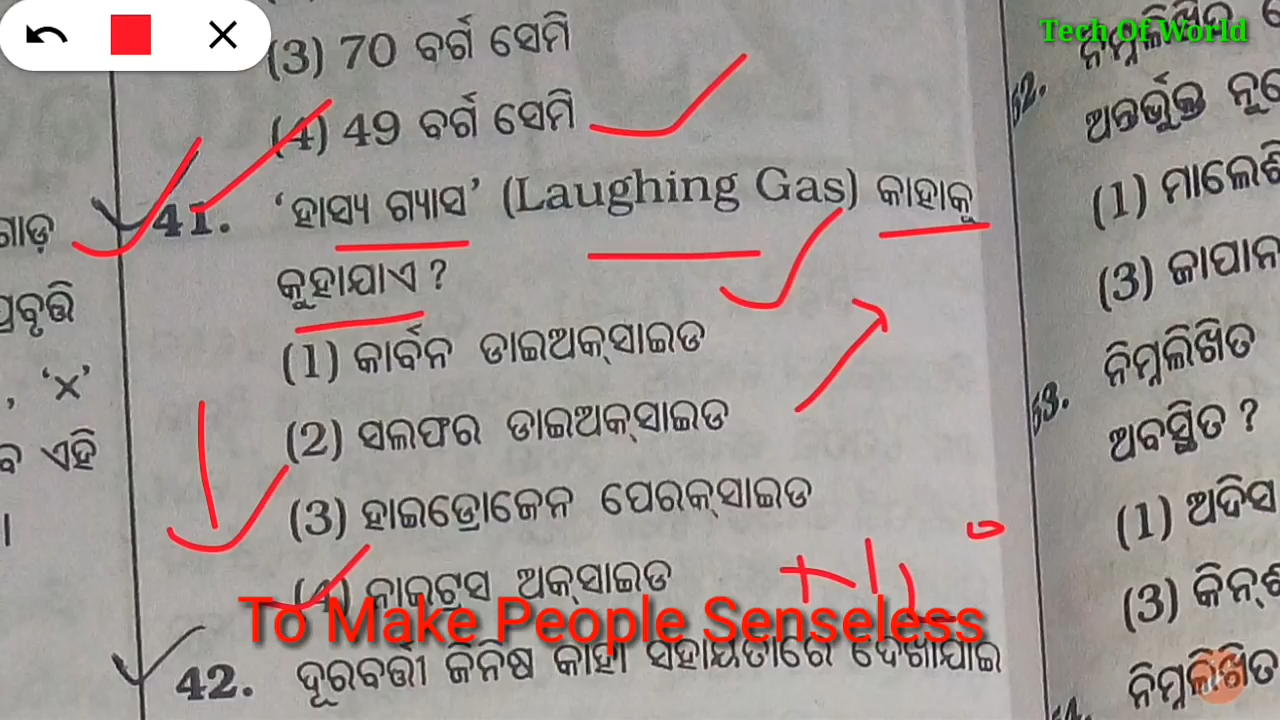 (3) 70 ବର୍ଗ ସେମି
(4) 49 ବର୍ଗ ସେମି
41. ‘ହାସ୍ୟ ଗ୍ୟାସ’ (Laughing Gas) କାହାକୁ
କୁହାଯାଏ ?
(1) କାର୍ବନ ଡାଇଅକ୍‌ସାଇଡ
(2) ସଲଫର ଡାଇଅକ୍‌ସାଇଡ
(3) ହାଇଡ୍ରୋଜେନ ପେରକ୍‌ସାଇଡ
(4) ନାଇଟ୍ରସ ଅକ୍‌ସାଇଡ
To Make People Senseless
42. ଦୂରବର୍ତ୍ତୀ ଜିନିଷ କାହା ସହାୟତାରେ ଦେଖାଯାଇ
ପ୍ରବୃତ୍ତି
, ‘x’
ଏହି
Tech Of World
ନିମ୍ନଲିଖିତ
ଅନ୍ତର୍ଭୁକ୍ତ
(1)
(3) ଜାପାନ
ନିମ୍ନଲିଖିତ
ଅବସ୍ଥିତ ?
(1)
(3)
ନିମ୍ନଲିଖିତ